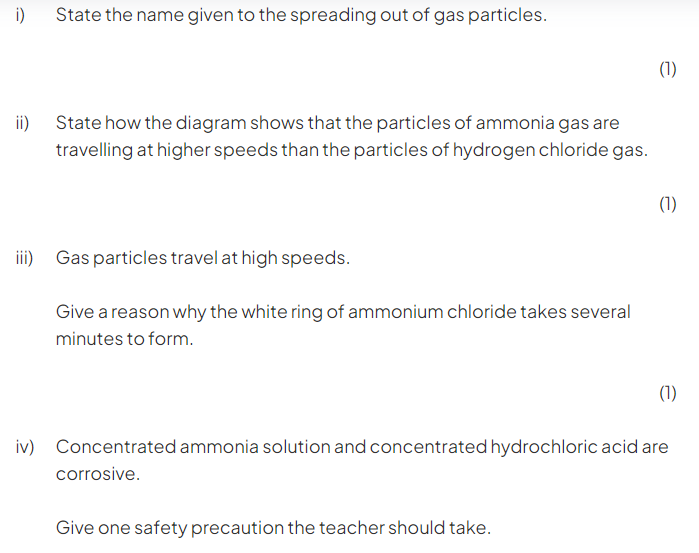 i) State the name given to the spreading out of gas particles.
(1)
ii) State how the diagram shows that the particles of ammonia gas are
travelling at higher speeds than the particles of hydrogen chloride gas.
(1)
iii) Gas particles travel at high speeds.
Give a reason why the white ring of ammonium chloride takes several
minutes to form.
(1)
iv) Concentrated ammonia solution and concentrated hydrochloric acid are
corrosive.
Give one safety precaution the teacher should take.